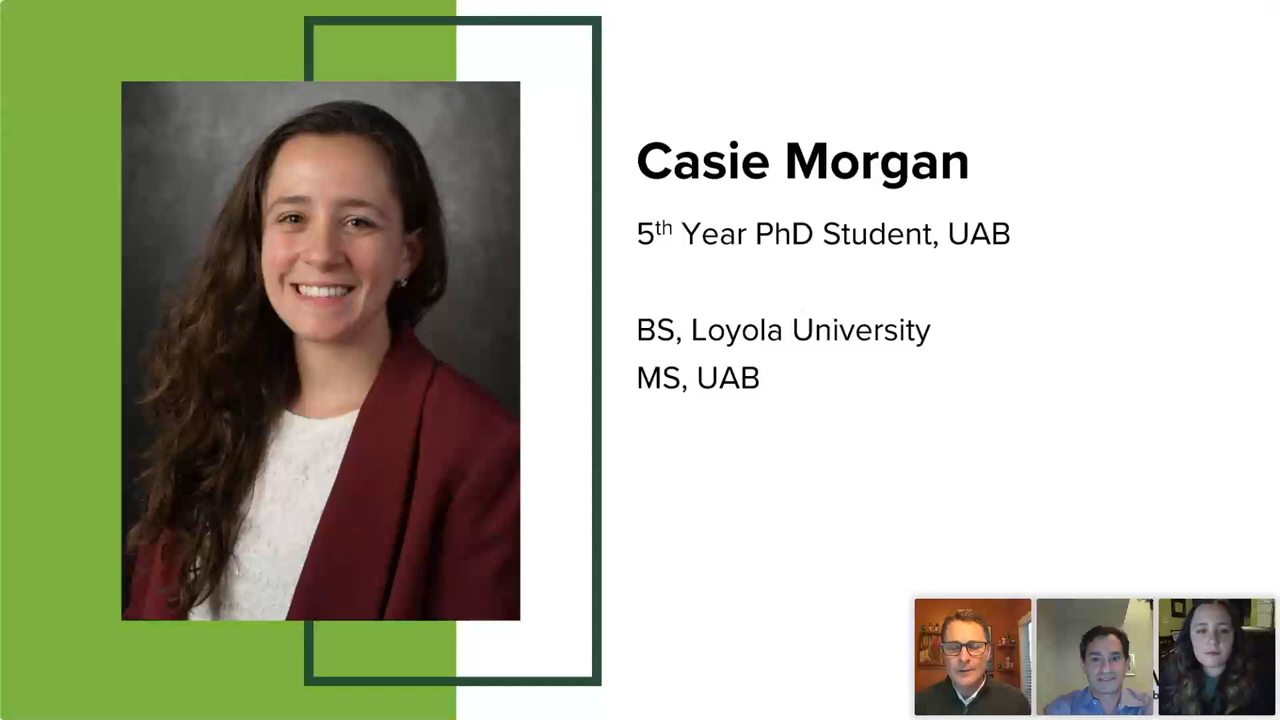 Casie Morgan
5th Year PhD Student, UAB
BS, Loyola University
MS, UAB